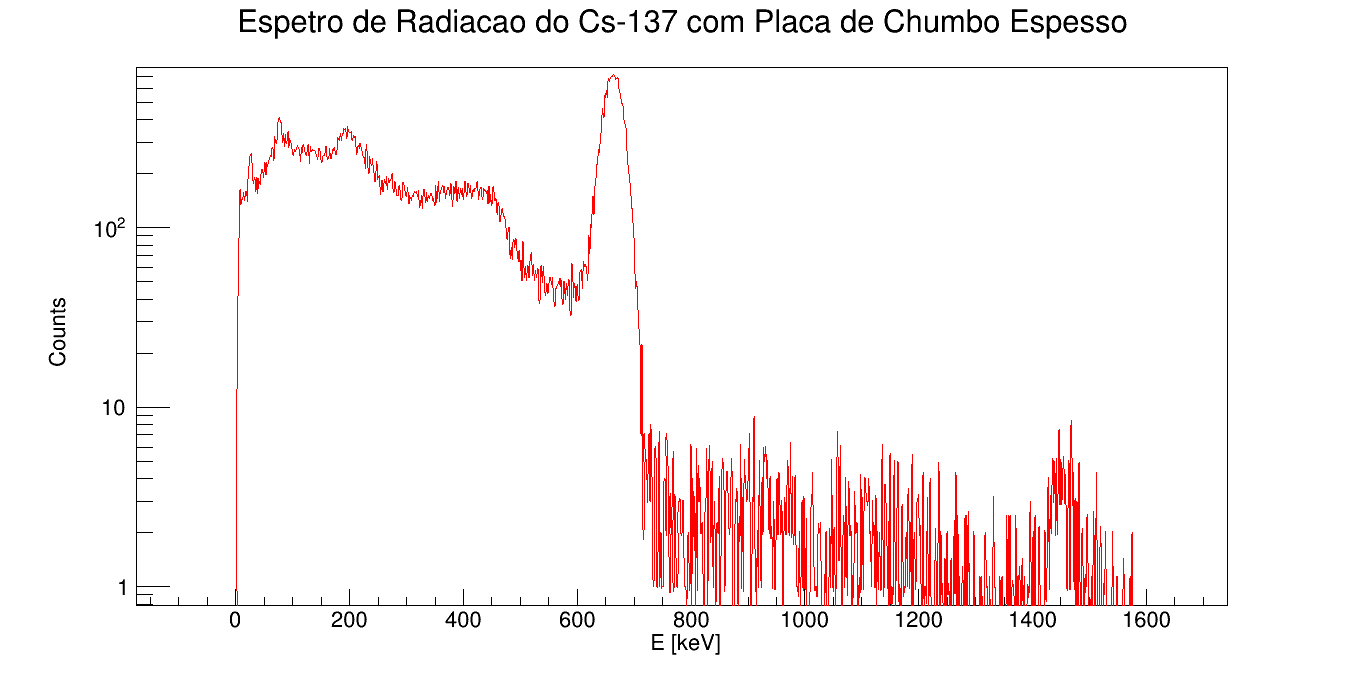 Espetro de Radiacao do Cs-137 com Placa de Chumbo Espesso
Counts
10²
10
1
0 200 400 600 800 1000 1200 1400 1600
E [keV]